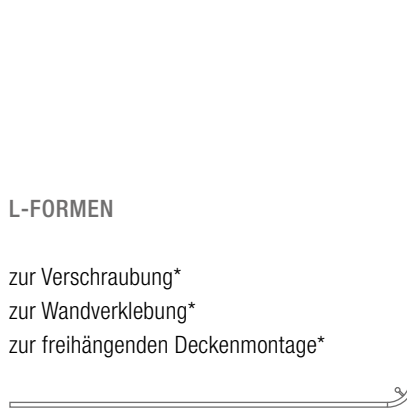 L-FORMEN
zur Verschraubung*
zur Wandverklebung*
zur freihängenden Deckenmontage*